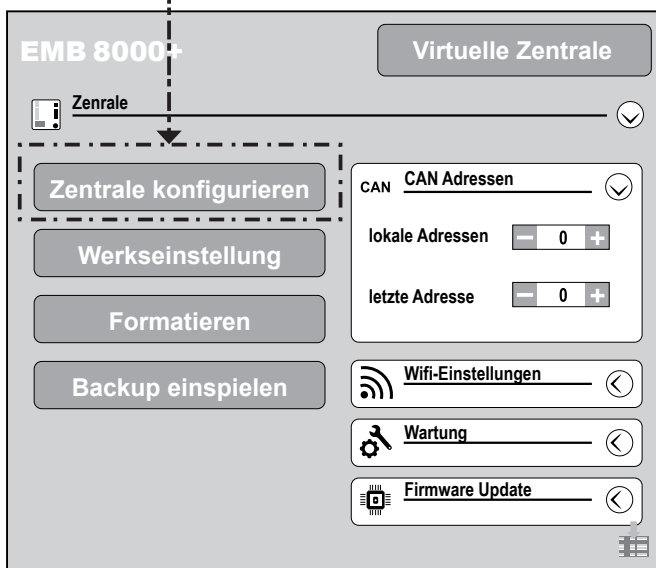 EMB 8000+
Virtuelle Zentrale
Zenrale
Zentrale konfigurieren
Werkseinstellung
Formatieren
Backup einspielen
CAN CAN Adressen
lokale Adressen − 0 +
letzte Adresse − 0 +
Wifi-Einstellungen
Wartung
Firmware Update